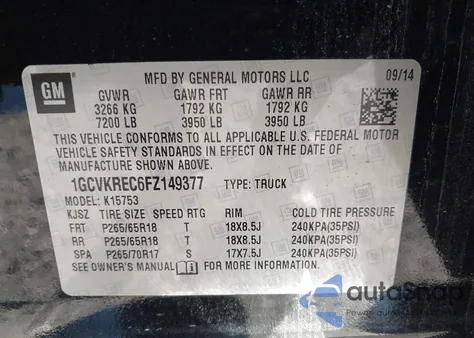 MFD BY GENERAL MOTORS LLC 09/14
GM
GVWR GAWR FRT GAWR RR
3266 KG 1792 KG 1792 KG
7200 LB 3950 LB 3950 LB
THIS VEHICLE CONFORMS TO ALL APPLICABLE U.S. FEDERAL MOTOR
VEHICLE SAFETY STANDARDS IN EFFECT ON THE DATE OF
MANUFACTURE SHOWN ABOVE.
1GCVKREC6FZ149377 TYPE: TRUCK
MODEL: K15753
KJSZ TIRE SIZE SPEED RTG RIM COLD TIRE PRESSURE
FRT P265/65R18 T 18X8.5J 240KPA(35PSI)
RR P265/65R18 T 18X8.5J 240KPA(35PSI)
SPA P265/70R17 S 17X7.5J 240KPA(35PSI)
SEE OWNER'S MANUAL FOR MORE INFORMATION
autoSnap